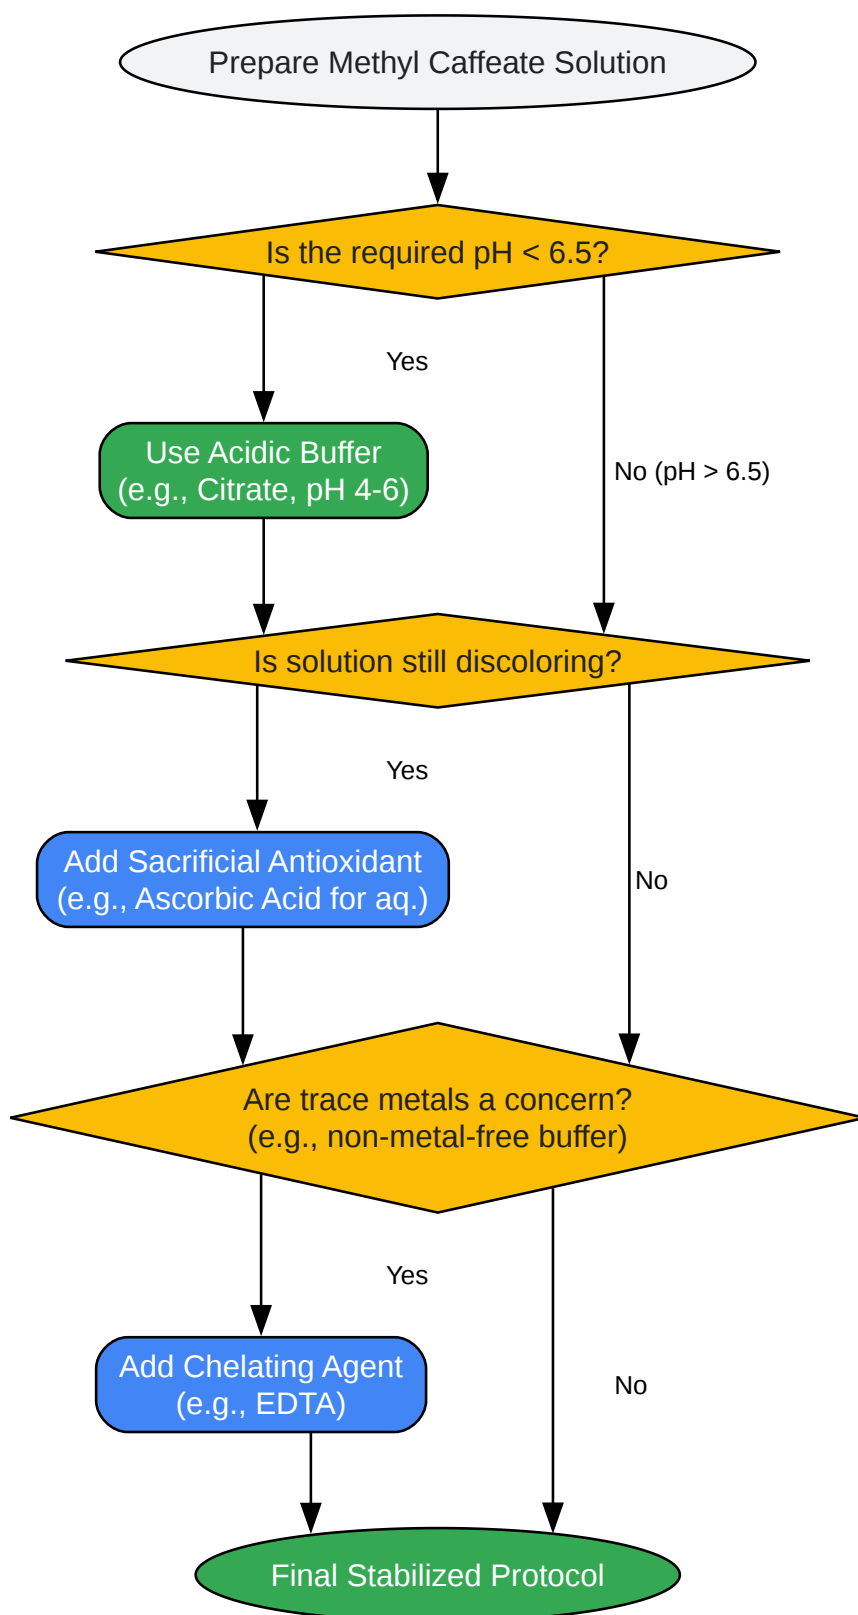 Prepare Methyl Caffeate Solution
Is the required pH < 6.5?
Yes
Use Acidic Buffer
(e.g., Citrate, pH 4-6)
No (pH > 6.5)
Is solution still discoloring?
Yes
Add Sacrificial Antioxidant
(e.g., Ascorbic Acid for aq.)
No
Are trace metals a concern?
(e.g., non-metal-free buffer)
Yes
Add Chelating Agent
(e.g., EDTA)
No
Final Stabilized Protocol